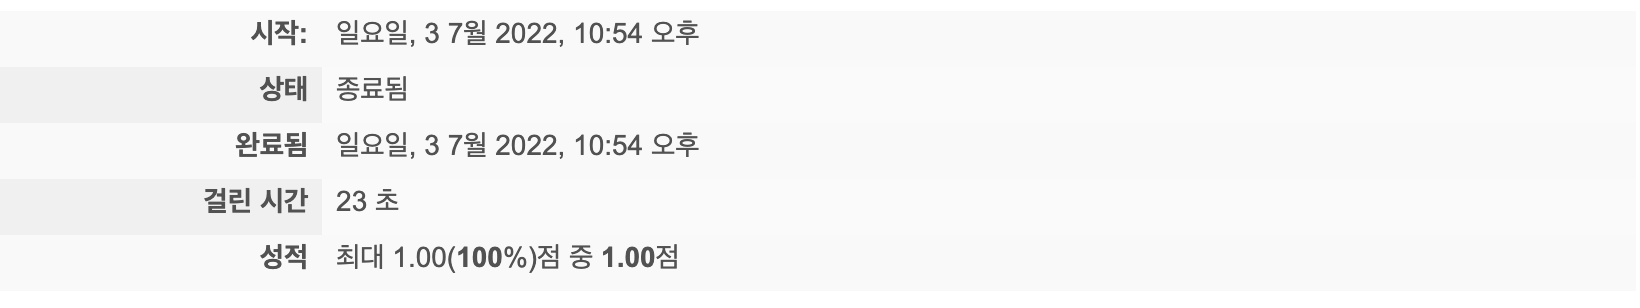 시작: 일요일, 3 7월 2022, 10:54 오후
상태 종료됨
완료됨 일요일, 3 7월 2022, 10:54 오후
걸린 시간 23 초
성적 최대 1.00(100%)점 중 1.00점